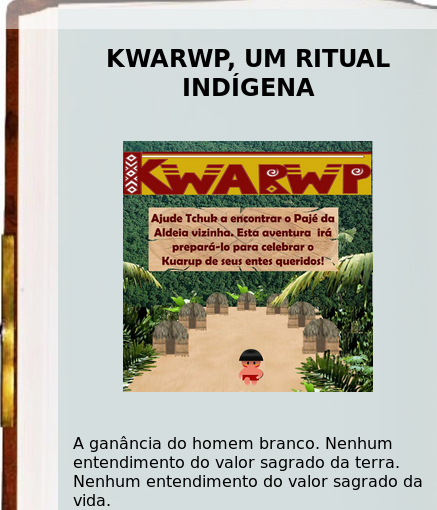 KWARWP, UM RITUAL
INDÍGENA
KWARWP
Ajude Tchuk a encontrar o Pajé da
Aldeia vizinha. Esta aventura irá
prepará-lo para celebrar o
Kuarup de seus entes queridos!
A ganância do homem branco. Nenhum
entendimento do valor sagrado da terra.
Nenhum entendimento do valor sagrado da
vida.